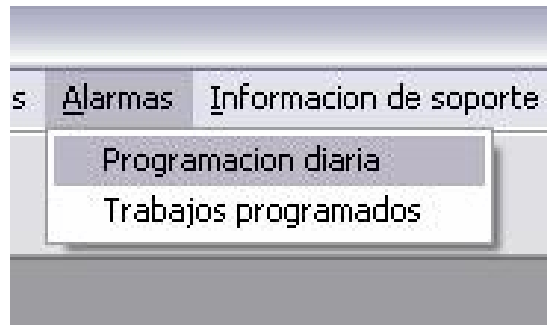 s Alarmas Informacion de soporte
Programacion diaria
Trabajos programados